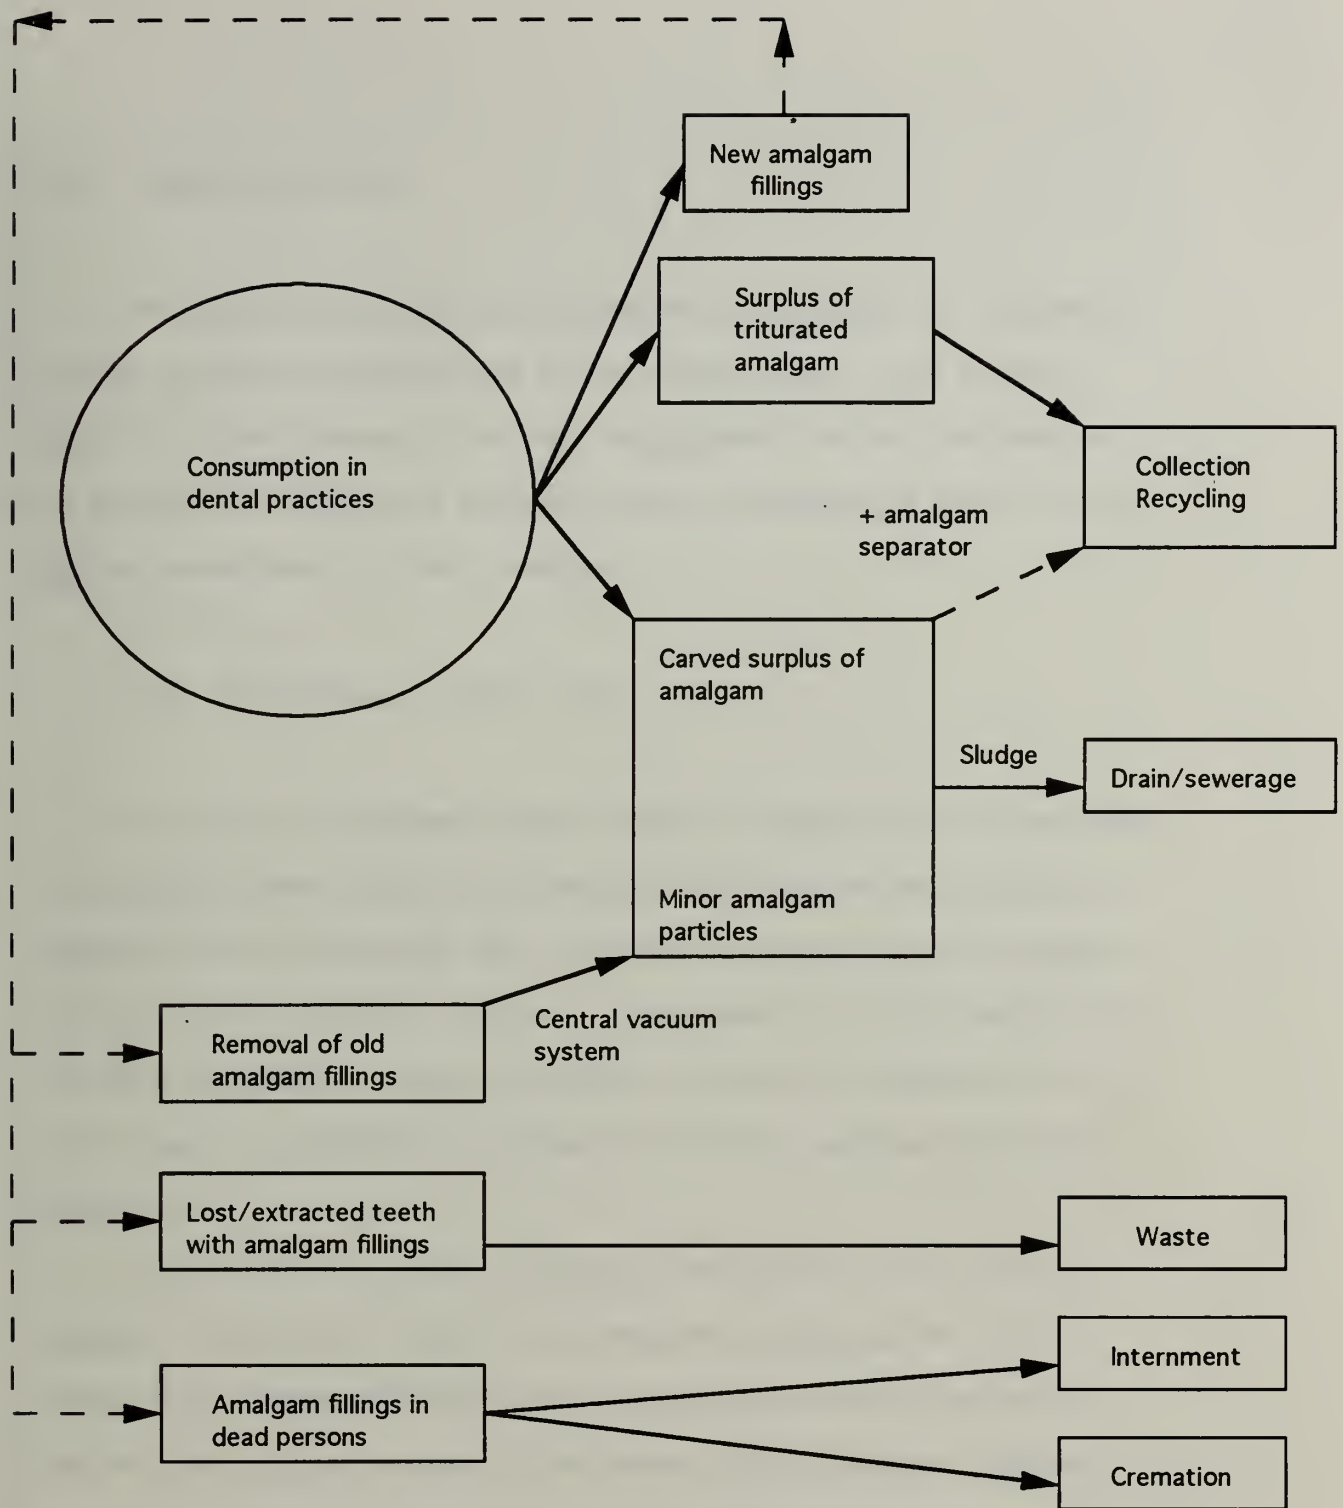 New amalgam
fillings
Surplus of
triturated
amalgam
Consumption in
dental practices
Collection
Recycling
+ amalgam
separator
Carved surplus of
amalgam
Sludge
Drain/sewerage
Minor amalgam
particles
Central vacuum
system
Removal of old
amalgam fillings
Lost/extracted teeth
with amalgam fillings
Waste
Internment
Amalgam fillings in
dead persons
Cremation